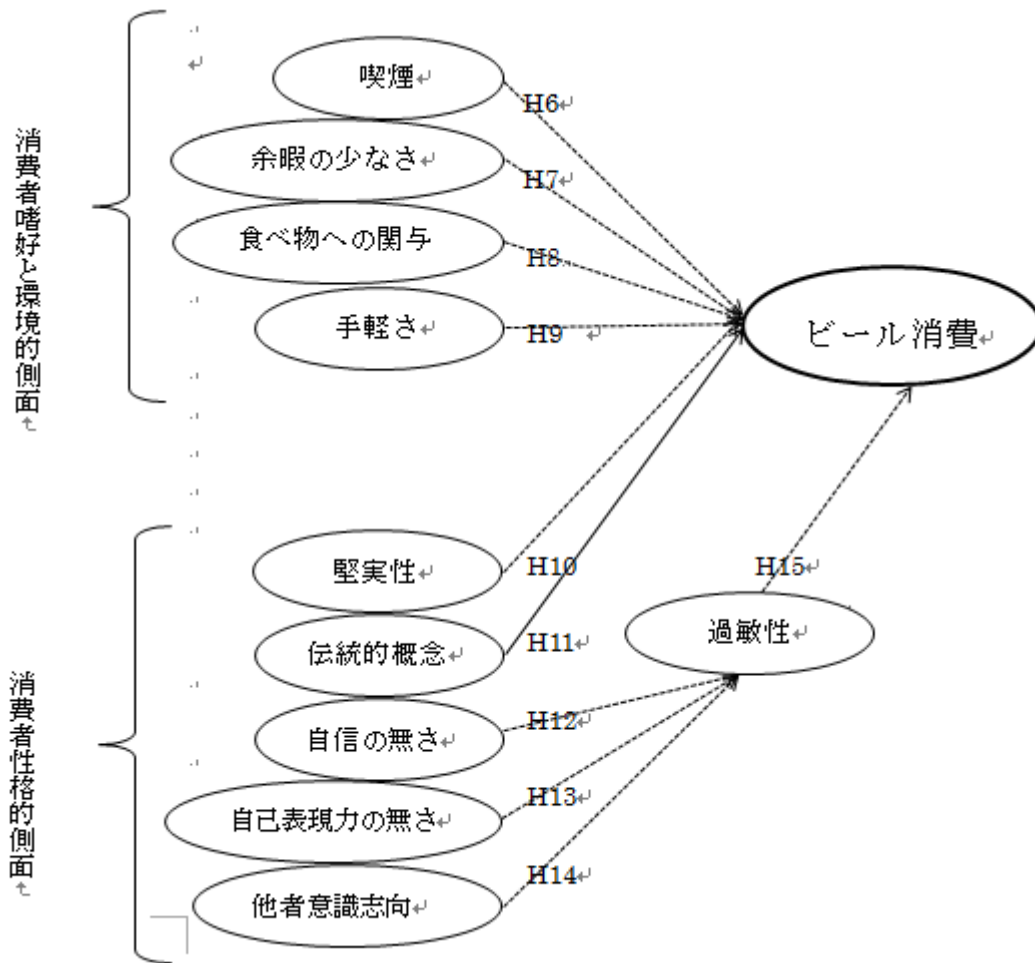 消費者嗜好と環境的側面
喫煙
H6
余暇の少なさ
H7
食べ物への関与
H8
手軽さ
H9
ビール消費
消費者性格的側面
堅実性
H10
H15
伝統的概念
H11
過敏性
自信の無さ
H12
自己表現力の無さ
H13
他者意識志向
H14